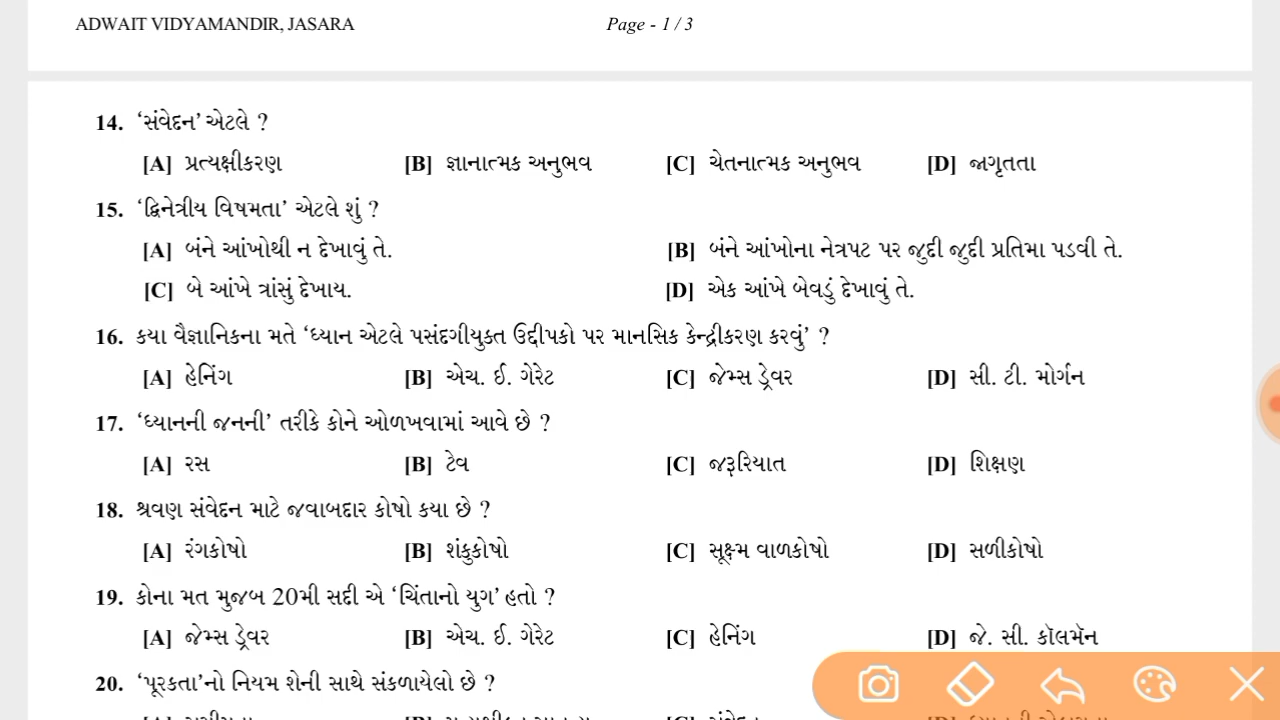 ADWAIT VIDYAMANDIR, JASARA Page - 1 / 3
14. ‘સંવેદન’ એટલે ?
[A] પ્રત્યક્ષીકરણ [B] જ્ઞાનાત્મક અનુભવ [C] ચેતનાત્મક અનુભવ [D] જાગૃતતા
15. ‘દ્વિનેત્રીય વિષમતા’ એટલે શું ?
[A] બંને આંખોથી ન દેખાવું તે. [B] બંને આંખોના નેત્રપટ પર જુદી જુદી પ્રતિમા પડવી તે.
[C] બે આંખે ત્રાંસું દેખાય. [D] એક આંખે બેવડું દેખાવું તે.
16. કયા વૈજ્ઞાનિકના મતે ‘ધ્યાન એટલે પસંદગીયુક્ત ઉદ્દીપકો પર માનસિક કેન્દ્રીકરણ કરવું’ ?
[A] હેનિંગ [B] એચ. ઈ. ગેરેટ [C] જેમ્સ ડ્રેવર [D] સી. ટી. મોર્ગન
17. ‘ધ્યાનની જનની’ તરીકે કોને ઓળખવામાં આવે છે ?
[A] રસ [B] ટેવ [C] જરૂરિયાત [D] શિક્ષણ
18. શ્રવણ સંવેદન માટે જવાબદાર કોષો કયા છે ?
[A] રંગકોષો [B] શંકુકોષો [C] સૂક્ષ્મ વાળકોષો [D] સળીકોષો
19. કોના મત મુજબ 20મી સદી એ ‘ચિંતાનો યુગ’ હતો ?
[A] જેમ્સ ડ્રેવર [B] એચ. ઈ. ગેરેટ [C] હેનિંગ [D] જે. સી. કૉલમૅન
20. ‘પૂરકતા’નો નિયમ શેની સાથે સંકળાયેલો છે ?